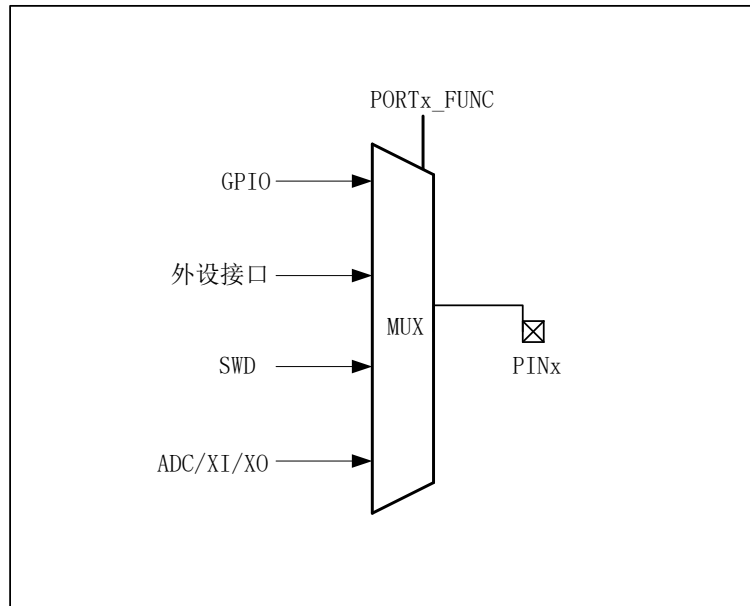 PORTx_FUNC
GPIO
外设接口
MUX
SWD
PINx
ADC/XI/XO